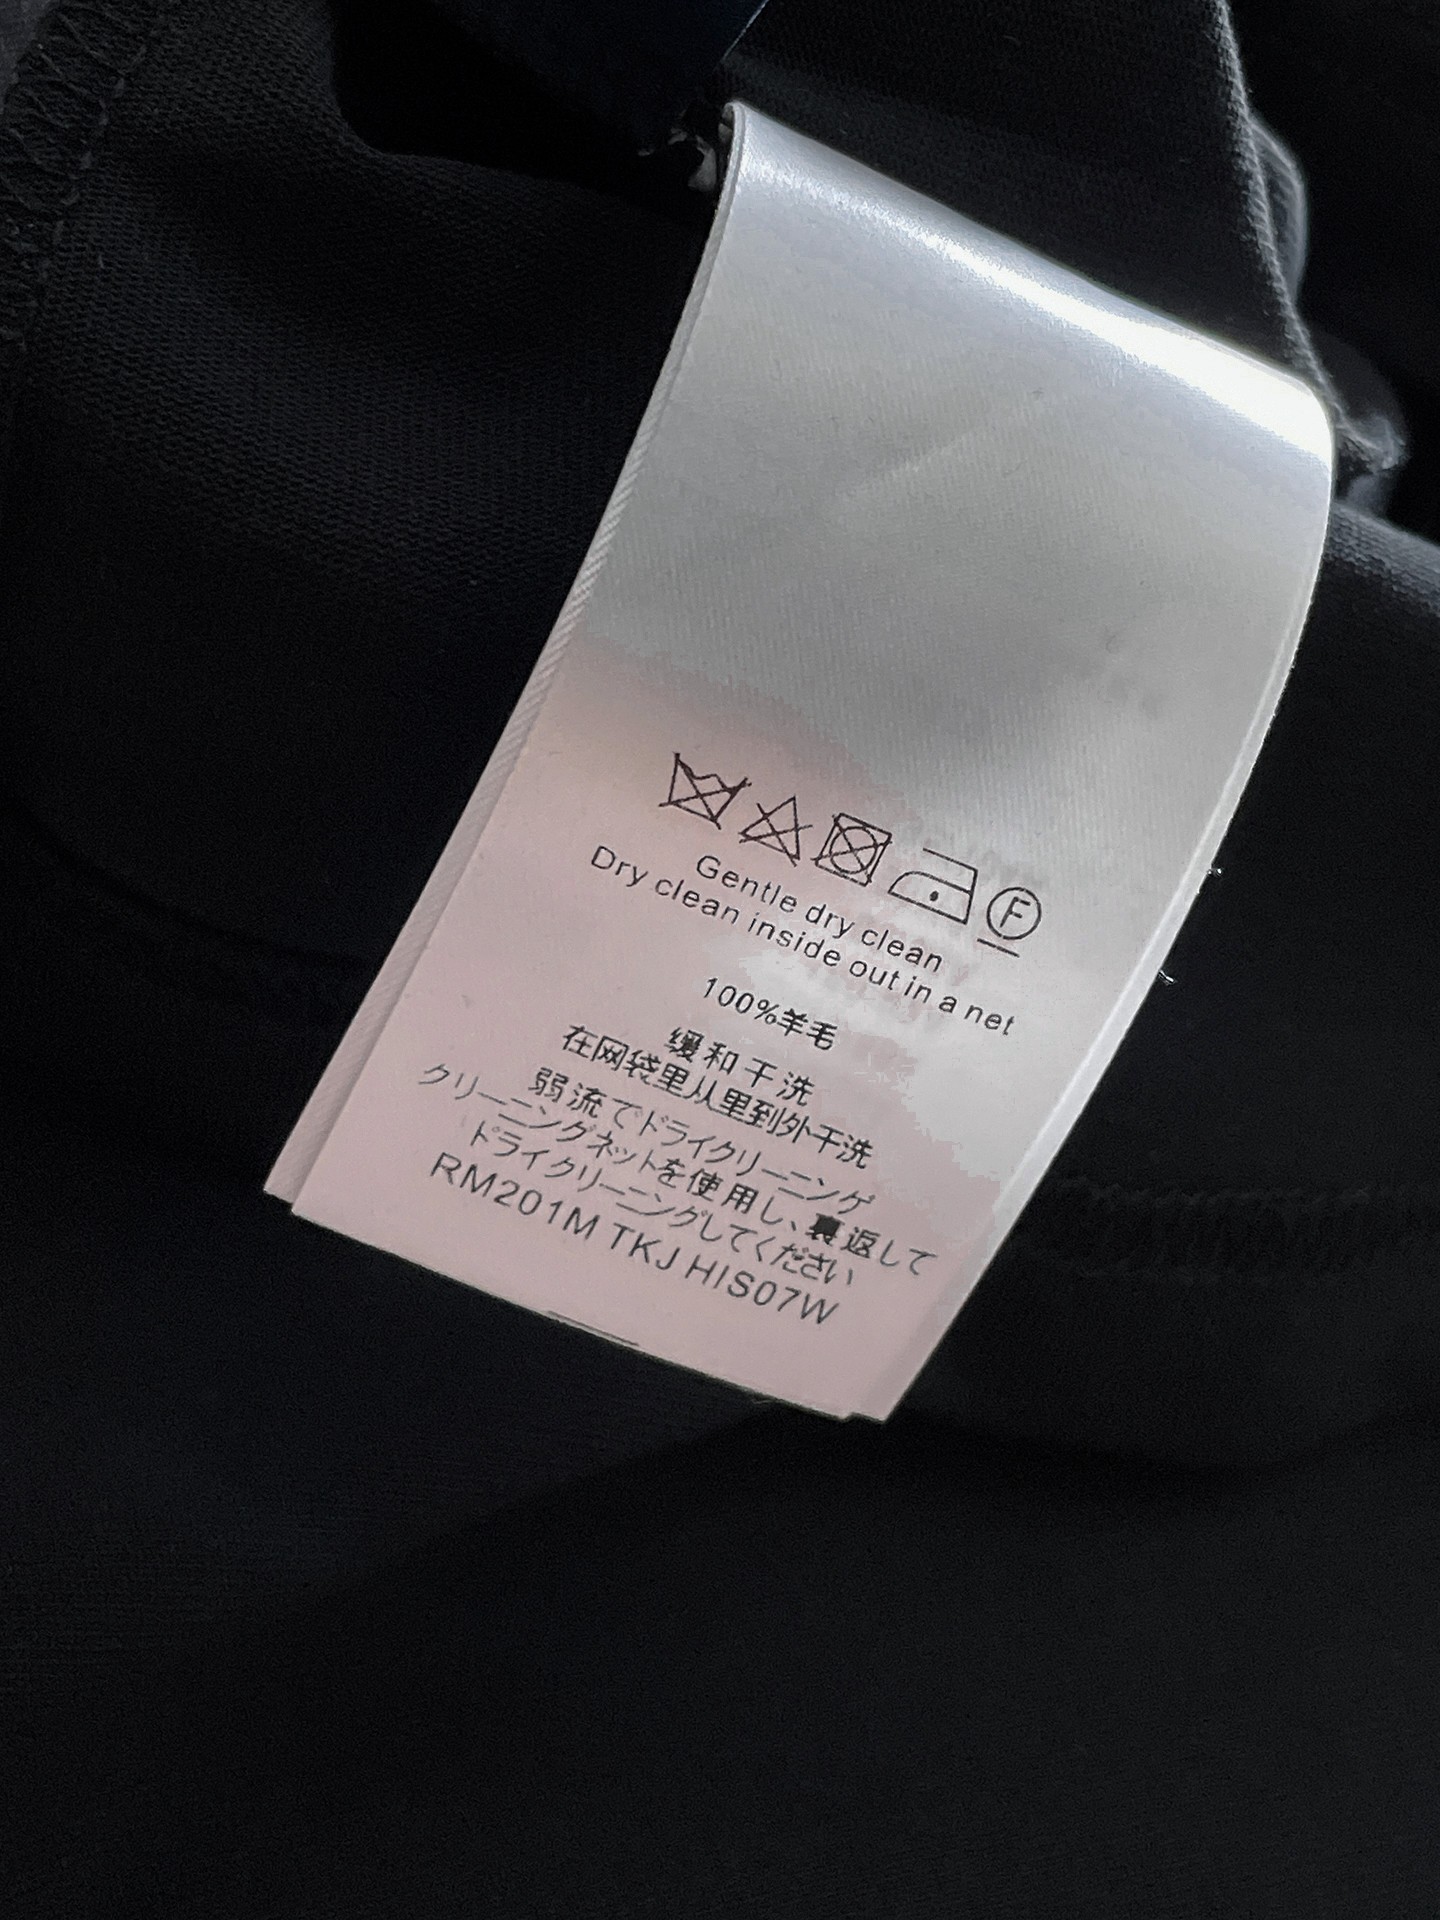 F
Gentle dry clean
Dry clean inside out in a net
100%羊毛
缓和干洗
在网袋里从里到外干洗
弱流でドライクリーニング
クリーニングネットを使用し、裏返して
ドライクリーニングしてください
RM201M TKJ HIS07W